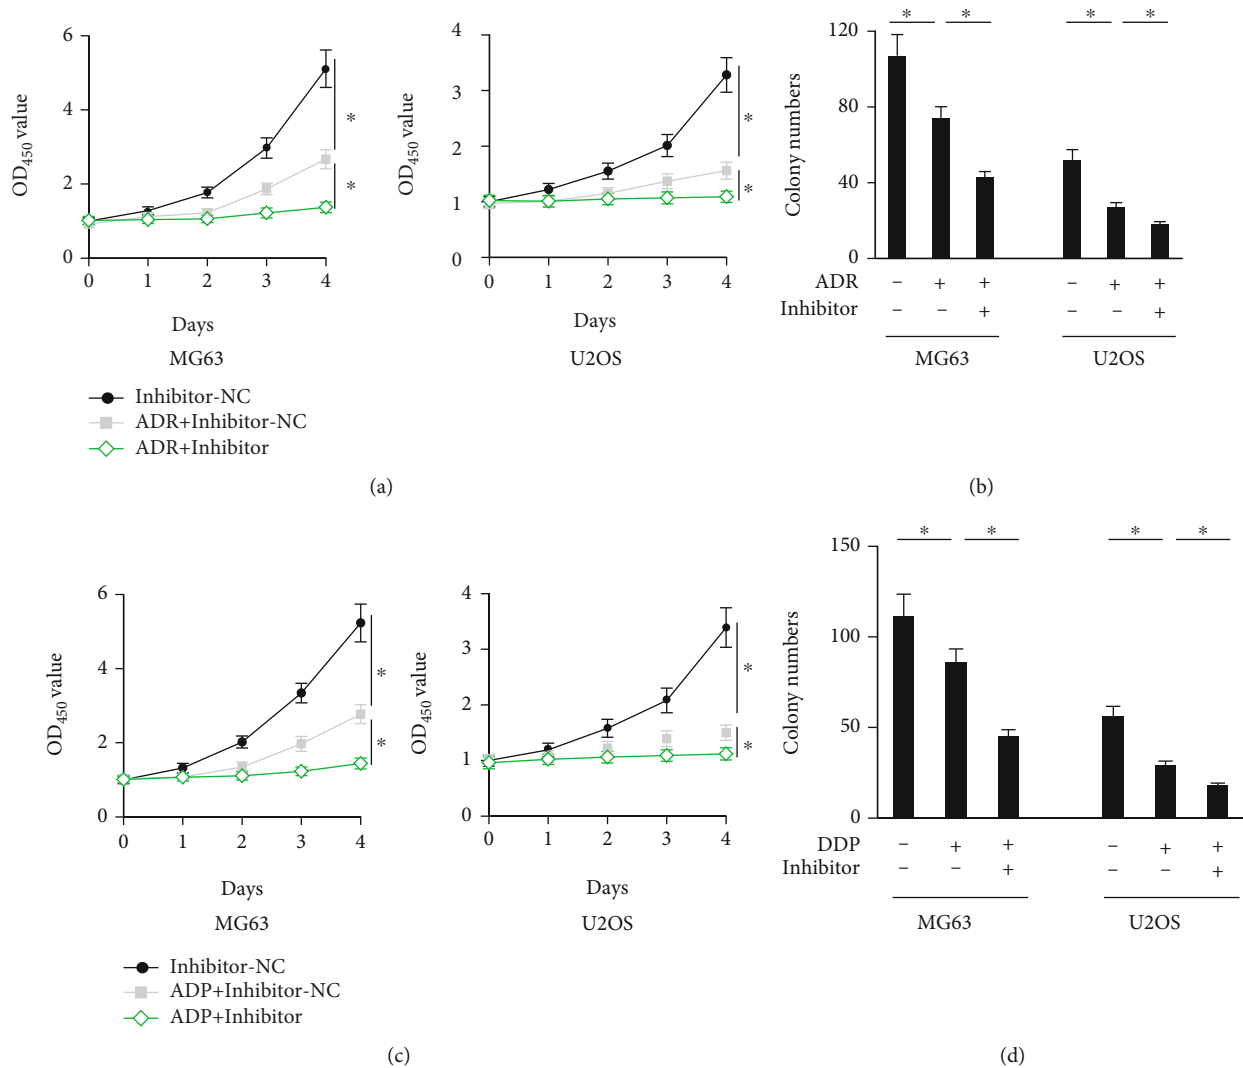 OD450 value
6
4
2
0
0 1 2 3 4
*
*
Days
MG63
OD450 value
4
3
2
1
0
0 1 2 3 4
*
*
Days
U2OS
Inhibitor-NC
ADR+Inhibitor-NC
ADR+Inhibitor
(a)
Colony numbers
120
80
40
0
* * * *
ADR − + + − + +
Inhibitor − − + − − +
MG63 U2OS
(b)
OD450 value
6
4
2
0
0 1 2 3 4
*
*
Days
MG63
OD450 value
4
3
2
1
0
0 1 2 3 4
*
*
Days
U2OS
Inhibitor-NC
ADP+Inhibitor-NC
ADP+Inhibitor
(c)
Colony numbers
150
100
50
0
* * * *
DDP − + + − + +
Inhibitor − − + − − +
MG63 U2OS
(d)